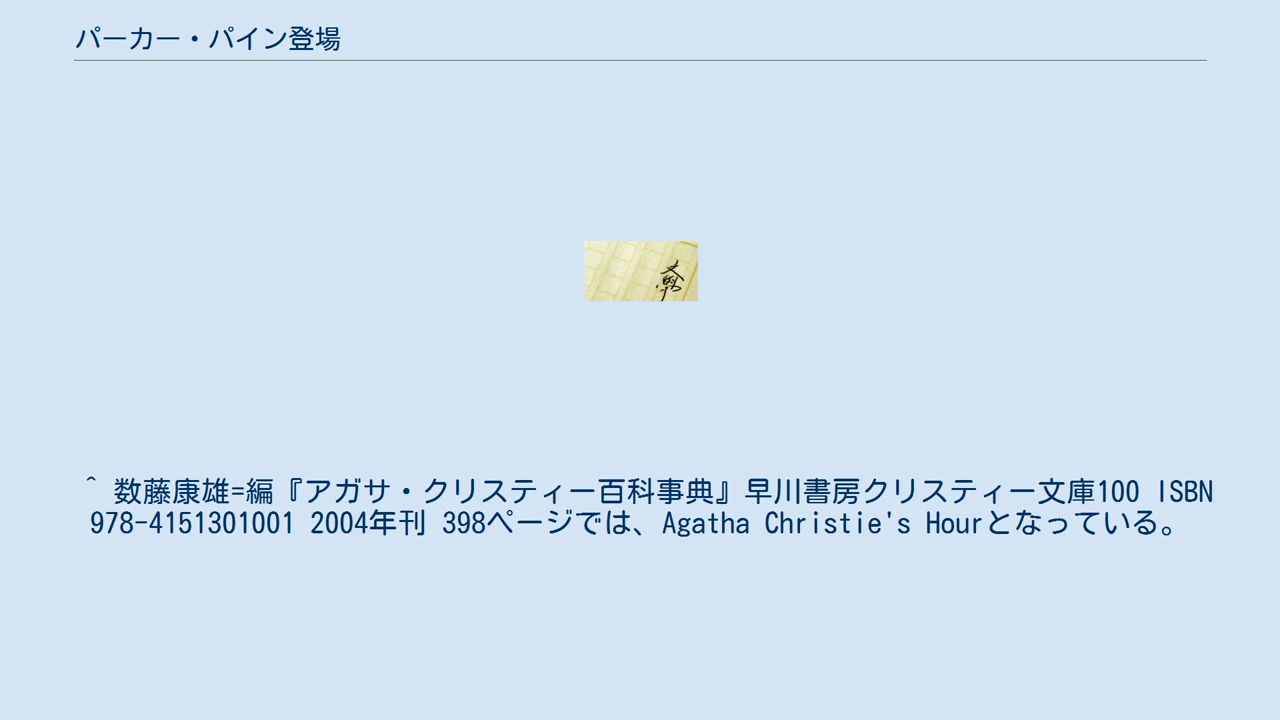 パーカー・パイン登場
^ 数藤康雄=編『アガサ・クリスティー百科事典』早川書房クリスティー文庫100 ISBN
978-4151301001 2004年刊 398ページでは、Agatha Christie's Hourとなっている。